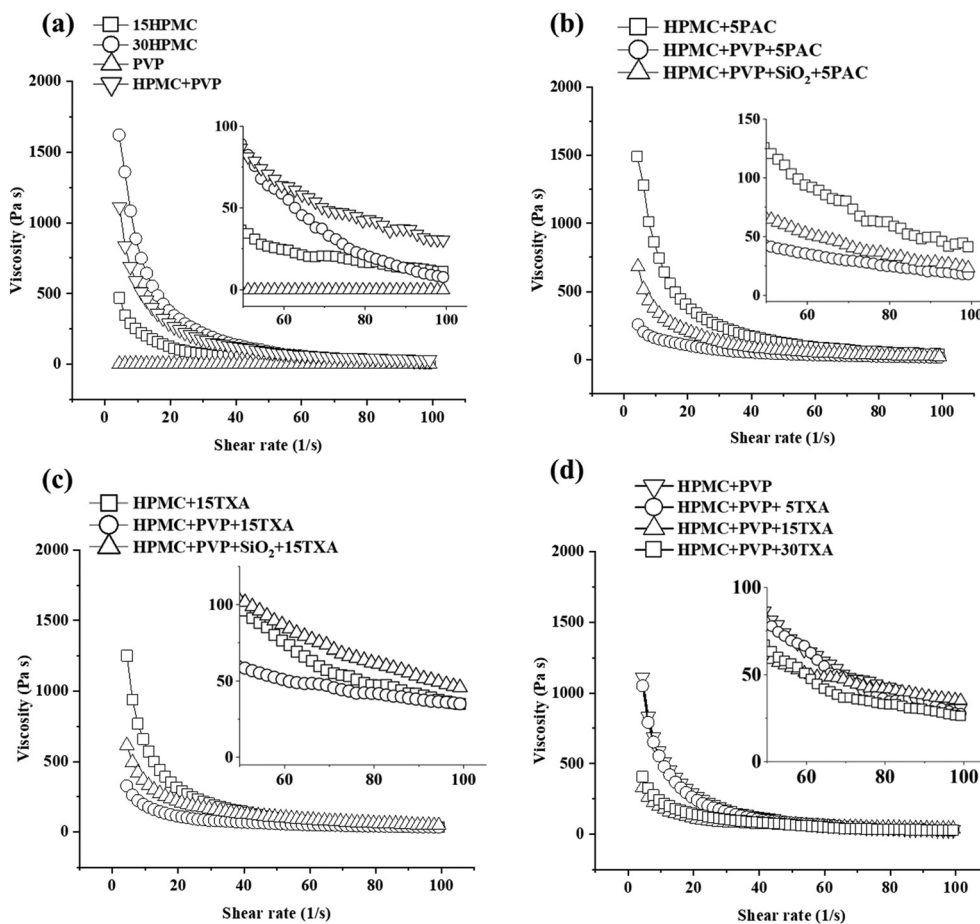 (a)
15HPMC
30HPMC
PVP
HPMC+PVP
2000
1500
1000
500
0
Viscosity (Pa s)
0 20 40 60 80 100
Shear rate (1/s)
100
50
0
60 80 100
(b)
HPMC+5PAC
HPMC+PVP+5PAC
HPMC+PVP+SiO₂+5PAC
2000
1500
1000
500
0
Viscosity (Pa s)
0 20 40 60 80 100
Shear rate (1/s)
150
100
50
0
60 80 100
(c)
HPMC+15TXA
HPMC+PVP+15TXA
HPMC+PVP+SiO₂+15TXA
2000
1500
1000
500
0
Viscosity (Pa s)
0 20 40 60 80 100
Shear rate (1/s)
100
50
0
60 80 100
(d)
HPMC+PVP
HPMC+PVP+ 5TXA
HPMC+PVP+15TXA
HPMC+PVP+30TXA
2000
1500
1000
500
0
Viscosity (Pa s)
0 20 40 60 80 100
Shear rate (1/s)
100
50
0
60 80 100